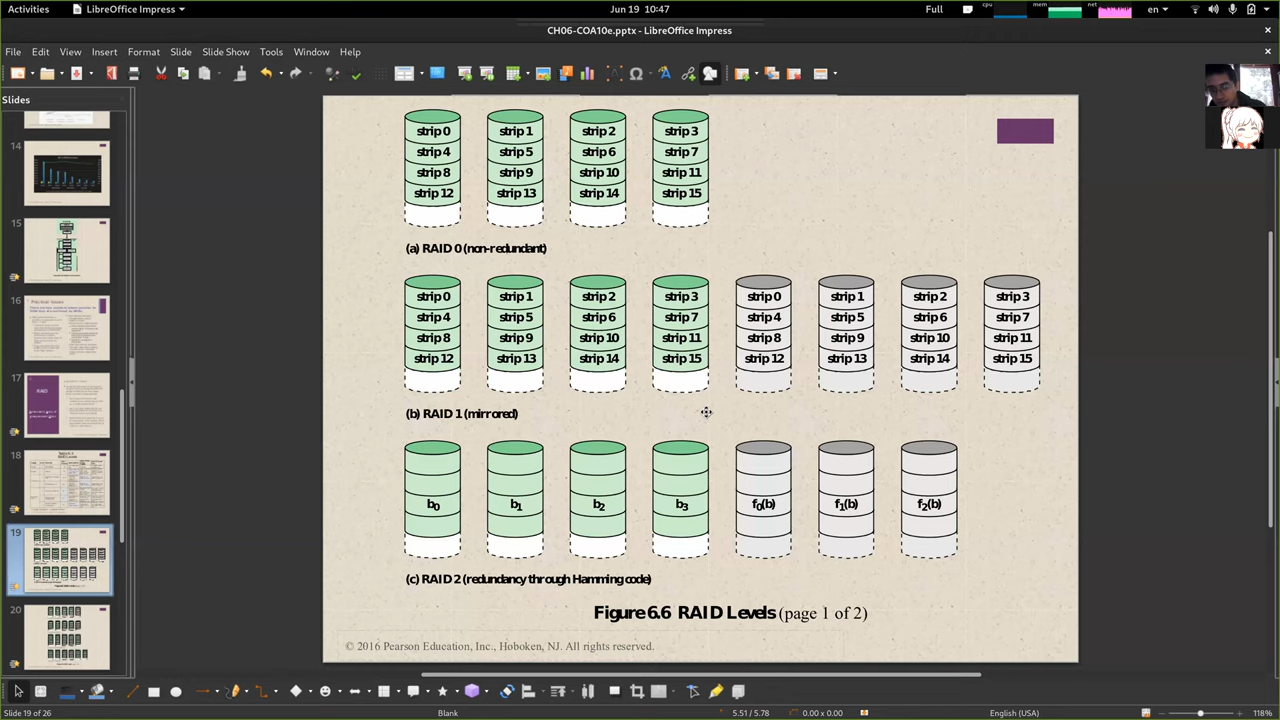 Activities LibreOffice Impress Jun 19 10:47 Full cpu mem net en
CH06-COA10e.pptx - LibreOffice Impress
File Edit View Insert Format Slide Slide Show Tools Window Help
Slides
14
15
16
17
RAID
18
19
20
strip 0 strip 1 strip 2 strip 3
strip 4 strip 5 strip 6 strip 7
strip 8 strip 9 strip 10 strip 11
strip 12 strip 13 strip 14 strip 15
(a) RAID 0 (non-redundant)
strip 0 strip 1 strip 2 strip 3 strip 0 strip 1 strip 2 strip 3
strip 4 strip 5 strip 6 strip 7 strip 4 strip 5 strip 6 strip 7
strip 8 strip 9 strip 10 strip 11 strip 8 strip 9 strip 10 strip 11
strip 12 strip 13 strip 14 strip 15 strip 12 strip 13 strip 14 strip 15
(b) RAID 1 (mirrored)
b0 b1 b2 b3 f0(b) f1(b) f2(b)
(c) RAID 2 (redundancy through Hamming code)
Figure 6.6 RAID Levels (page 1 of 2)
© 2016 Pearson Education, Inc., Hoboken, NJ. All rights reserved.
Slide 19 of 26 Blank 5.51 / 5.78 0.00 x 0.00 English (USA) 118%